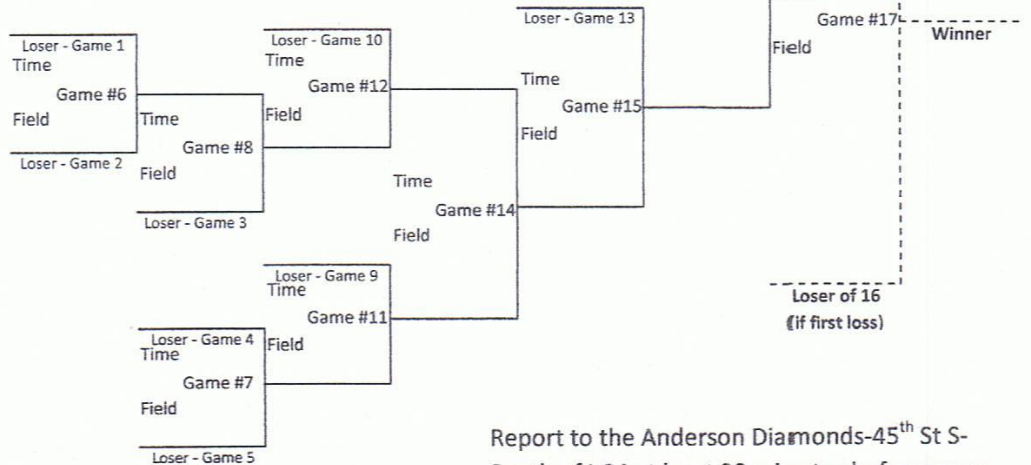 Loser - Game 1
Time
Game #6
Field
Loser - Game 2
Time
Game #8
Field
Loser - Game 3
Loser - Game 10
Time
Game #12
Field
Loser - Game 13
Time
Game #15
Field
Time
Game #14
Field
Loser - Game 9
Time
Game #11
Field
Loser - Game 4
Time
Game #7
Field
Loser - Game 5
Game #17
Field
Winner
Loser of 16
(if first loss)
Report to the Anderson Diamonds-45th St S-